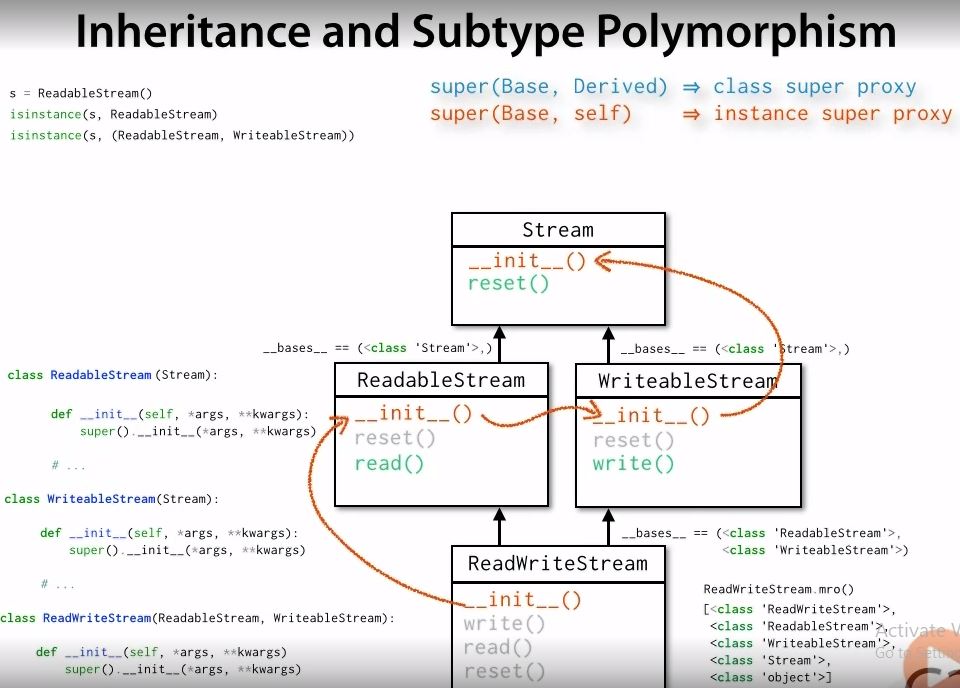 Inheritance and Subtype Polymorphism
s = ReadableStream()
isinstance(s, ReadableStream)
isinstance(s, (ReadableStream, WriteableStream))
super(Base, Derived) ⇒ class super proxy
super(Base, self) ⇒ instance super proxy
Stream
__init__()
reset()
__bases__ == (<class 'Stream'>,)
__bases__ == (<class 'Stream'>,)
ReadableStream
__init__()
reset()
read()
WriteableStream
__init__()
reset()
write()
class ReadableStream (Stream):
def __init__(self, *args, **kwargs):
super().__init__(*args, **kwargs)
# ...
class WriteableStream(Stream):
def __init__(self, *args, **kwargs):
super().__init__(*args, **kwargs)
# ...
class ReadWriteStream(ReadableStream, WriteableStream):
def __init__(self, *args, **kwargs)
super().__init__(*args, **kwargs)
__bases__ == (<class 'ReadableStream'>,
<class 'WriteableStream'>)
ReadWriteStream
__init__()
write()
read()
reset()
ReadWriteStream.mro()
[<class 'ReadWriteStream'>,
<class 'ReadableStream'>,
<class 'WriteableStream'>,
<class 'Stream'>,
<class 'object'>]
Activate
Go to